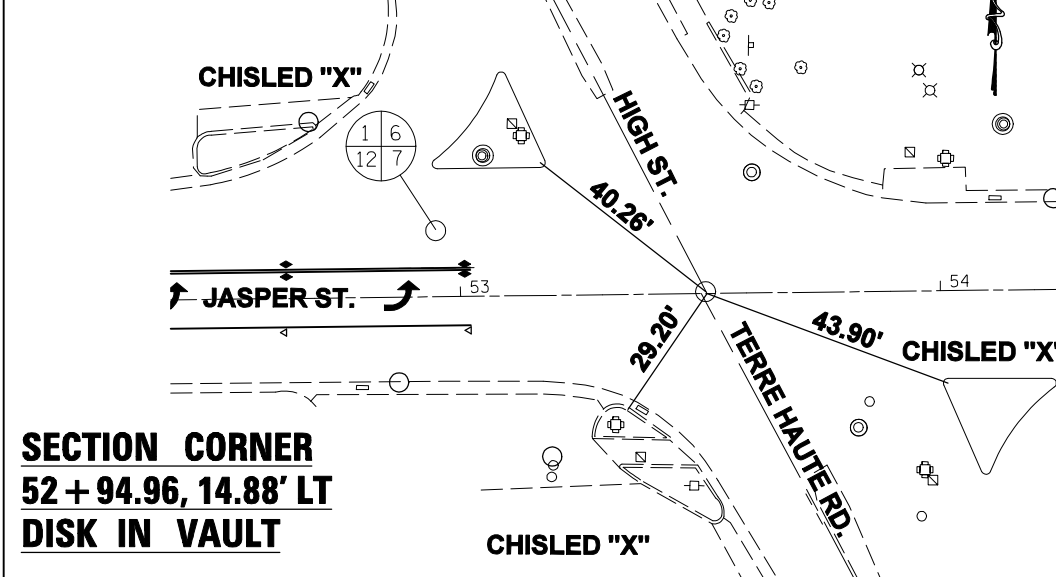 CHISLED "X"
1 6
12 7
HIGH ST.
40.26'
53
54
JASPER ST.
29.20'
43.90'
TERRE HAUTE RD.
CHISLED "X"
SECTION CORNER
52+94.96, 14.88' LT
DISK IN VAULT
CHISLED "X"